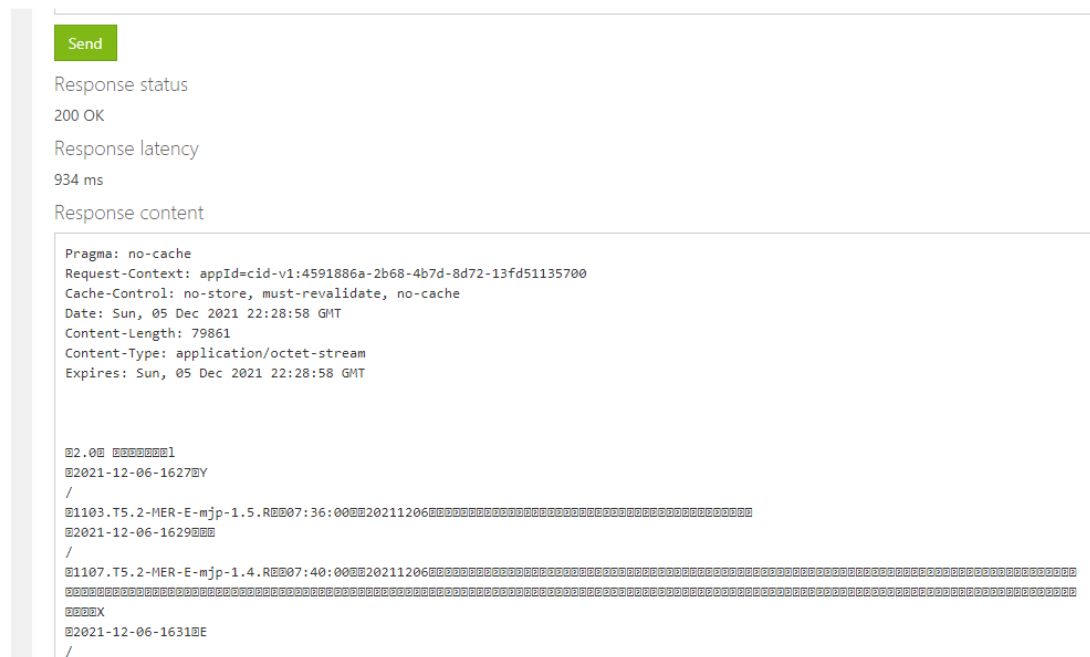 Send
Response status
200 OK
Response latency
934 ms
Response content
Pragma: no-cache
Request-Context: appId=cid-v1:4591886a-2b68-4b7d-8d72-13fd51135700
Cache-Control: no-store, must-revalidate, no-cache
Date: Sun, 05 Dec 2021 22:28:58 GMT
Content-Length: 79861
Content-Type: application/octet-stream
Expires: Sun, 05 Dec 2021 22:28:58 GMT
2.0 l
2021-12-06-1627 Y
/
1103.T5.2-MER-E-mjp-1.5.R 07:36:00 20211206
2021-12-06-1629
/
1107.T5.2-MER-E-mjp-1.4.R 07:40:00 20211206
X
2021-12-06-1631 E
/